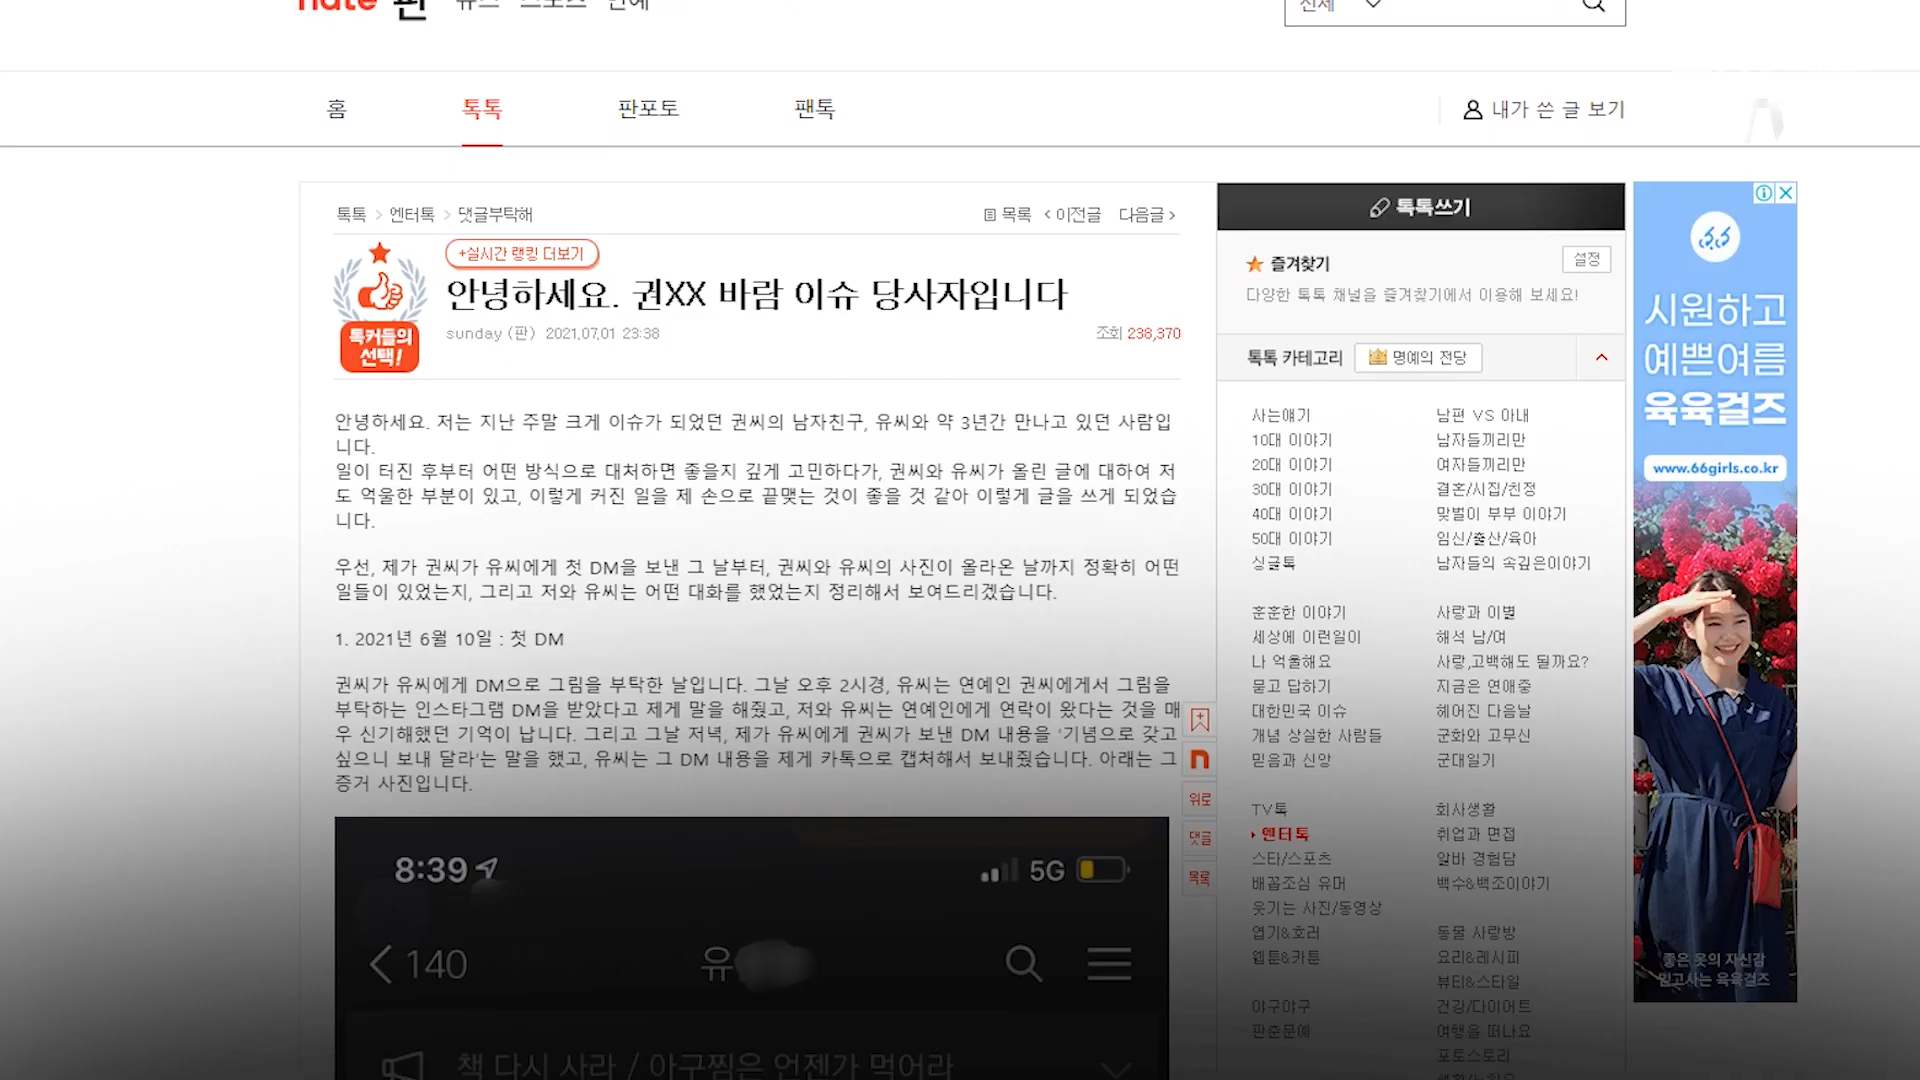 nate 판 뉴스 스포츠 연예
전체
홈 톡톡 판포토 팬톡 내가 쓴 글 보기
톡톡 > 엔터톡 > 댓글부탁해 목록 < 이전글 다음글 >
+실시간 랭킹 더보기
안녕하세요. 권XX 바람 이슈 당사자입니다
톡커들의
선택!
sunday (판) 2021.07.01 23:38 조회 238,370
안녕하세요. 저는 지난 주말 크게 이슈가 되었던 권씨의 남자친구, 유씨와 약 3년간 만나고 있던 사람입
니다.
일이 터진 후부터 어떤 방식으로 대처하면 좋을지 깊게 고민하다가, 권씨와 유씨가 올린 글에 대하여 저
도 억울한 부분이 있고, 이렇게 커진 일을 제 손으로 끝맺는 것이 좋을 것 같아 이렇게 글을 쓰게 되었습
니다.
우선, 제가 권씨가 유씨에게 첫 DM을 보낸 그 날부터, 권씨와 유씨의 사진이 올라온 날까지 정확히 어떤
일들이 있었는지, 그리고 저와 유씨는 어떤 대화를 했었는지 정리해서 보여드리겠습니다.
1. 2021년 6월 10일 : 첫 DM
권씨가 유씨에게 DM으로 그림을 부탁한 날입니다. 그날 오후 2시경, 유씨는 연예인 권씨에게서 그림을
부탁하는 인스타그램 DM을 받았다고 제게 말을 해줬고, 저와 유씨는 연예인에게 연락이 왔다는 것을 매
우 신기해했던 기억이 납니다. 그리고 그날 저녁, 제가 유씨에게 권씨가 보낸 DM 내용을 '기념으로 갖고
싶으니 보내 달라'는 말을 했고, 유씨는 그 DM 내용을 제게 카톡으로 캡처해서 보내줬습니다. 아래는 그
증거 사진입니다.
8:39 5G
< 140 유
책 다시 사라 / 아구찜은 언젠가 먹어라
n
위로
댓글
목록
톡톡쓰기
즐겨찾기 설정
다양한 톡톡 채널을 즐겨찾기에서 이용해 보세요!
톡톡 카테고리 명예의 전당
사는얘기 남편 VS 아내
10대 이야기 남자들끼리만
20대 이야기 여자들끼리만
30대 이야기 결혼/시집/친정
40대 이야기 맞벌이 부부 이야기
50대 이야기 임신/출산/육아
싱글톡 남자들의 속깊은이야기
훈훈한 이야기 사랑과 이별
세상에 이런일이 해석 남/여
나 억울해요 사랑,고백해도 될까요?
묻고 답하기 지금은 연애중
대한민국 이슈 헤어진 다음날
개념 상실한 사람들 군화와 고무신
믿음과 신앙 군대일기
TV톡 회사생활
엔터톡 취업과 면접
스타/스포츠 알바 경험담
배꼽조심 유머 백수&백조이야기
웃기는 사진/동영상
엽기&호러 동물 사랑방
웹툰&카툰 요리&레시피
뷰티&스타일
야구야구 건강/다이어트
판춘문예 여행을 떠나요
포토스토리
시원하고
예쁜여름
육육걸즈
www.66girls.co.kr
좋은 옷의 자신감
믿고사는 육육걸즈